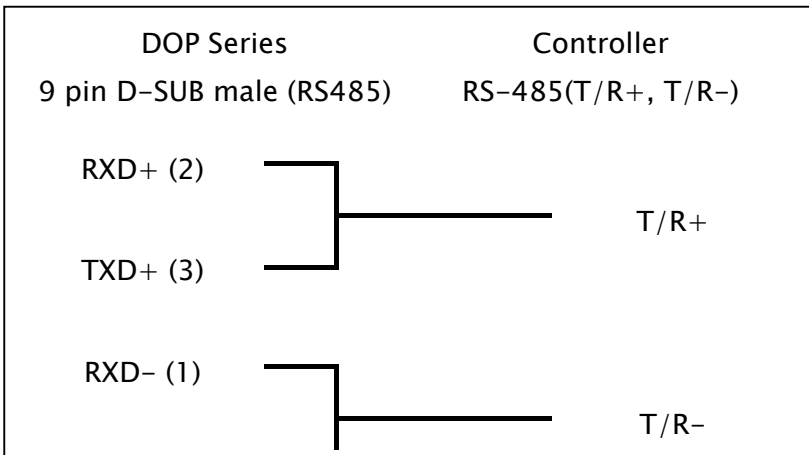 DOP Series Controller
9 pin D-SUB male (RS485) RS-485(T/R+, T/R-)
RXD+ (2)
T/R+
TXD+ (3)
RXD- (1)
T/R-